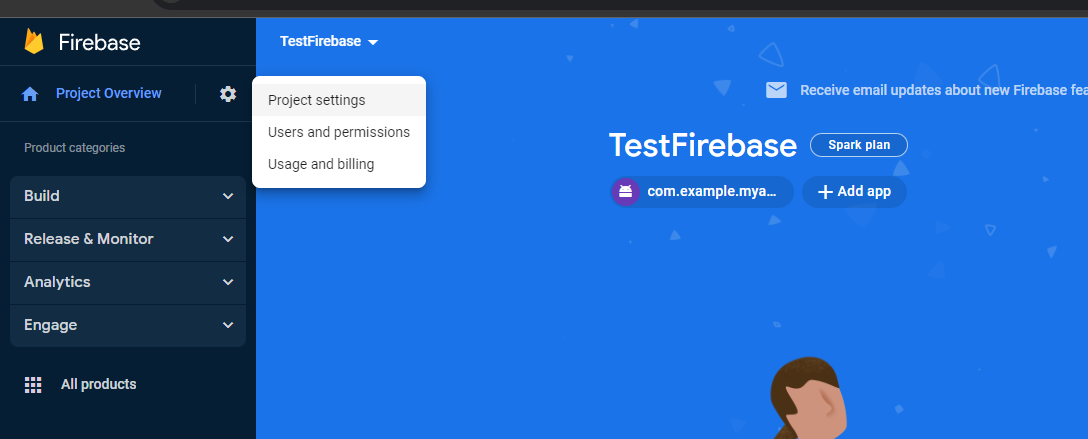 Firebase
TestFirebase
Project Overview
Project settings
Users and permissions
Usage and billing
Receive email updates about new Firebase fea
Product categories
TestFirebase
Spark plan
com.example.mya...
Add app
Build
Release & Monitor
Analytics
Engage
All products